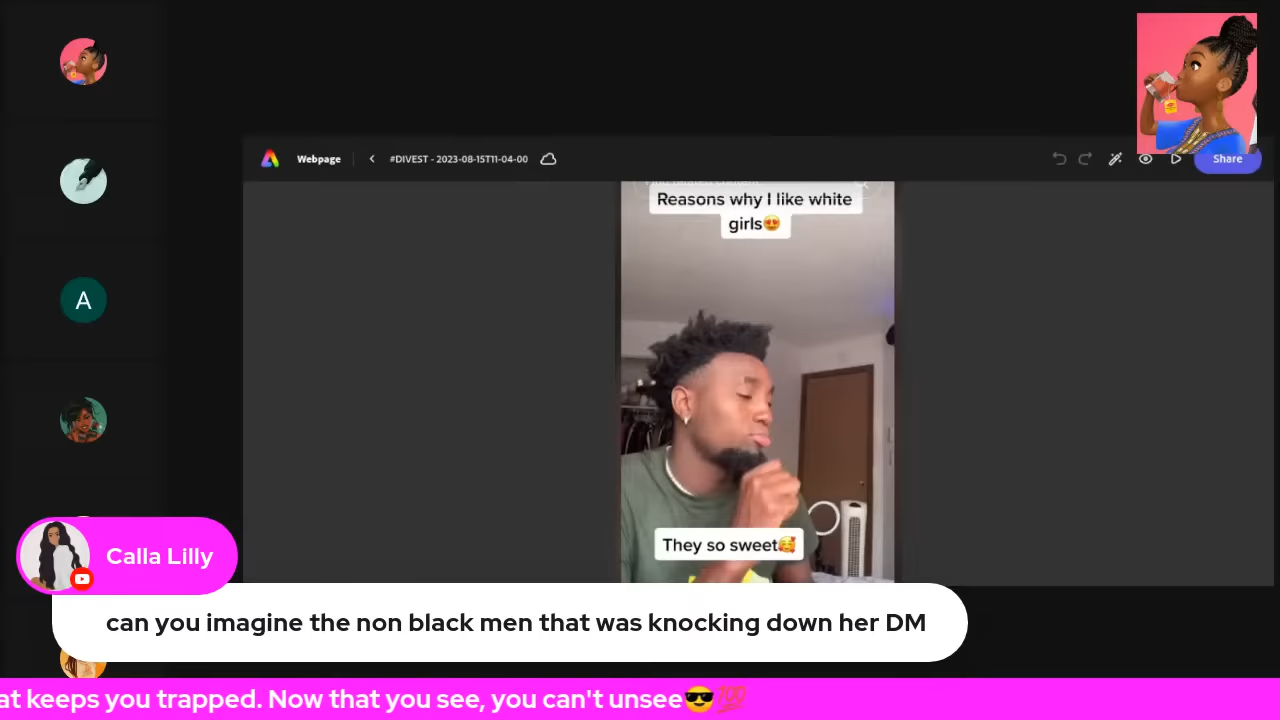 Webpage
#DIVEST - 2023-08-15T11-04-00
Share
Reasons why I like white
girls😍
A
They so sweet🥰
Calla Lilly
can you imagine the non black men that was knocking down her DM
at keeps you trapped. Now that you see, you can't unsee😎💯